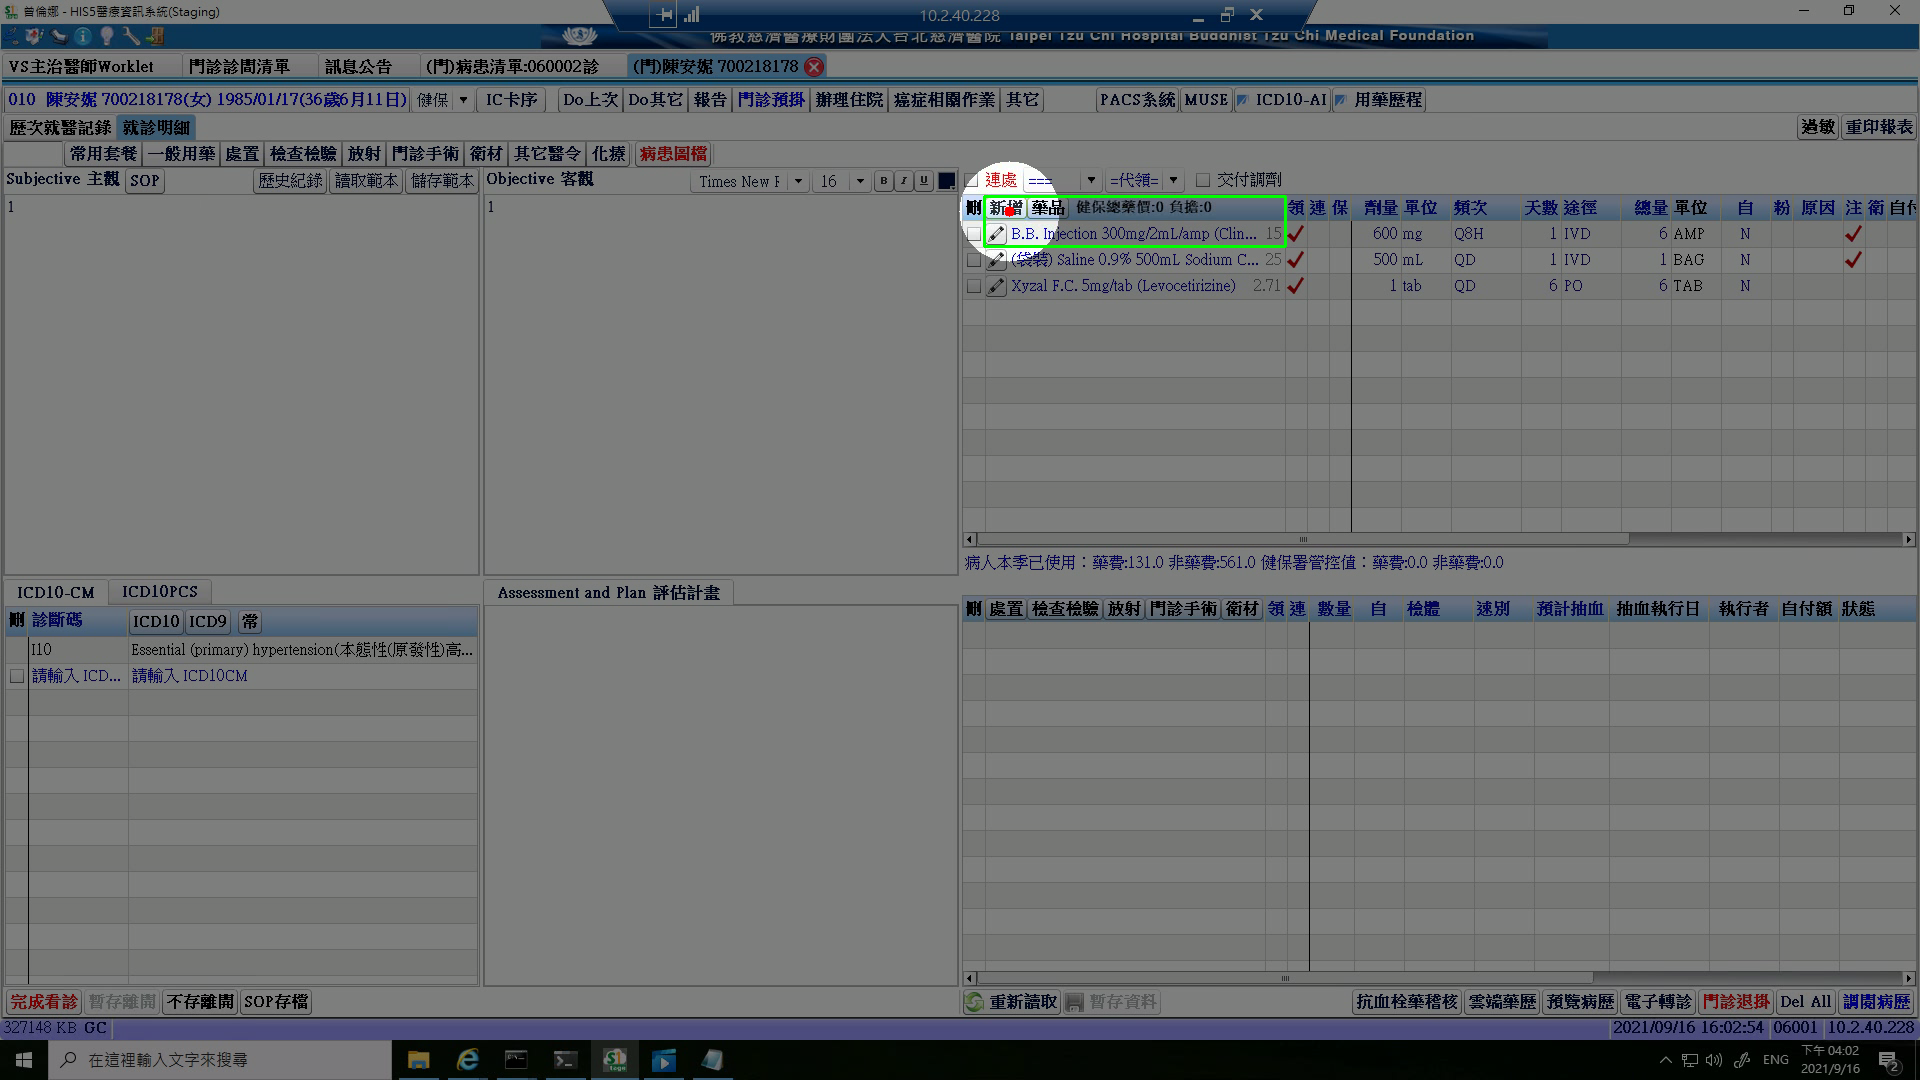 曾倫娜 - HIS5醫療資訊系統(Staging)
10.2.40.228
佛教慈濟醫療財團法人台北慈濟醫院 Taipei Tzu Chi Hospital Buddhist Tzu Chi Medical Foundation
VS主治醫師Worklet 門診診間清單 訊息公告 (門)病患清單:060002診 (門)陳安妮 700218178
010 陳安妮 700218178(女) 1985/01/17(36歲6月11日) 健保 IC卡序 Do上次 Do其它 報告 門診預掛 辦理住院 癌症相關作業 其它 PACS系統 MUSE ICD10-AI 用藥歷程
歷次就醫記錄 就診明細 過敏 重印報表
常用套餐 一般用藥 處置 檢查檢驗 放射 門診手術 衛材 其它醫令 化療 病患圖檔
Subjective 主觀 SOP 歷史紀錄 讀取範本 儲存範本 Objective 客觀 Times New F 16 B I U 連處 === =代領= 交付調劑
1 1
刪 新增 藥品 健保總藥價:0 負擔:0 領 連 保 劑量 單位 頻次 天數 途徑 總量 單位 自 粉 原因 注 衛 自付
B.B. Injection 300mg/2mL/amp (Clin... 15 600 mg Q8H 1 IVD 6 AMP N
(袋裝) Saline 0.9% 500mL Sodium C... 25 500 mL QD 1 IVD 1 BAG N
Xyzal F.C. 5mg/tab (Levocetirizine) 2.71 1 tab QD 6 PO 6 TAB N
病人本季已使用：藥費:131.0 非藥費:561.0 健保署管控值：藥費:0.0 非藥費:0.0
ICD10-CM ICD10PCS Assessment and Plan 評估計畫
刪 診斷碼 ICD10 ICD9 常
刪 處置 檢查檢驗 放射 門診手術 衛材 領 連 數量 自 檢體 速別 預計抽血 抽血執行日 執行者 自付額 狀態
I10 Essential (primary) hypertension(本態性(原發性)高...
請輸入 ICD... 請輸入 ICD10CM
完成看診 暫存離開 不存離開 SOP存檔 重新讀取 暫存資料 抗血栓藥稽核 雲端藥歷 預覽病歷 電子轉診 門診退掛 Del All 調閱病歷
327148 KB GC 2021/09/16 16:02:54 06001 10.2.40.228
在這裡輸入文字來搜尋 ENG 下午 04:02
2021/9/16 2